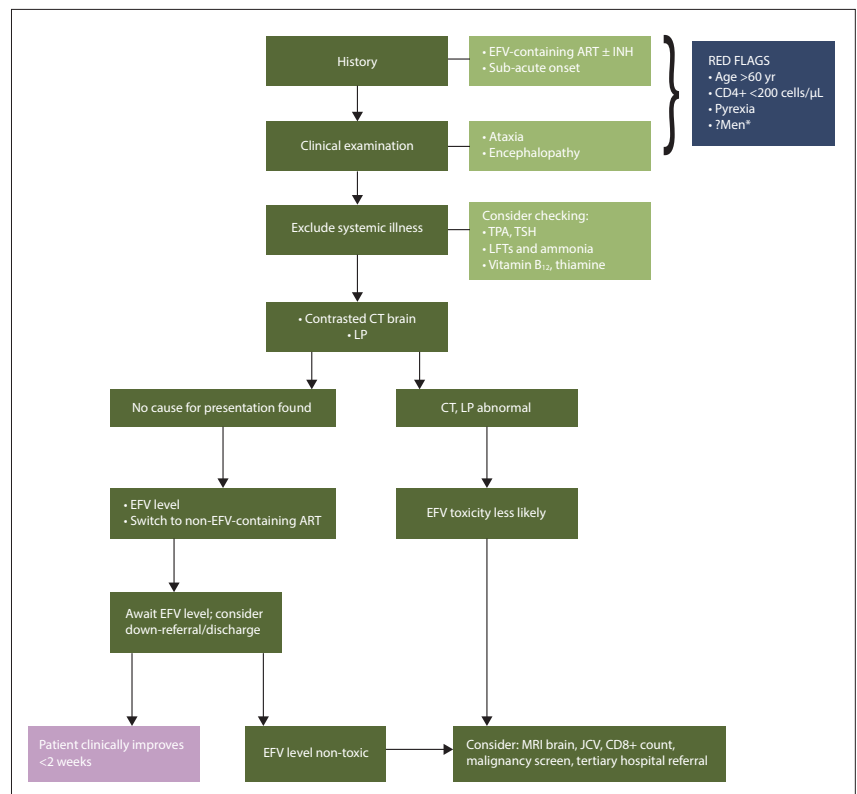 History
• EFV-containing ART ± INH
• Sub-acute onset
RED FLAGS
• Age >60 yr
• CD4+ <200 cells/µL
• Pyrexia
• ?Men*
Clinical examination
• Ataxia
• Encephalopathy
Exclude systemic illness
Consider checking:
• TPA, TSH
• LFTs and ammonia
• Vitamin B₁₂, thiamine
• Contrasted CT brain
• LP
No cause for presentation found
CT, LP abnormal
• EFV level
• Switch to non-EFV-containing ART
EFV toxicity less likely
Await EFV level; consider
down-referral/discharge
Patient clinically improves
<2 weeks
EFV level non-toxic
Consider: MRI brain, JCV, CD8+ count,
malignancy screen, tertiary hospital referral